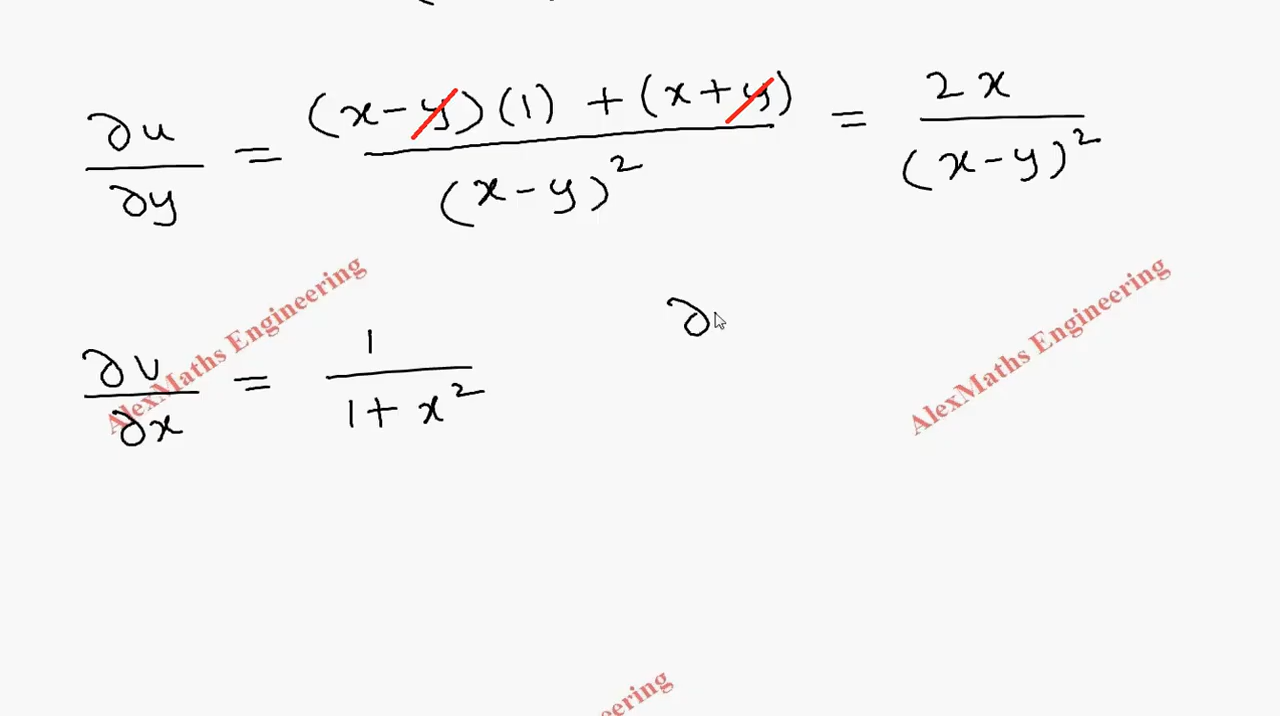 ∂u/∂y = ((x-y)(1) + (x+y))/(x-y)² = 2x/(x-y)²
∂v/∂x = 1/(1+x²)
∂
AlexMaths Engineering
AlexMaths Engineering
eering